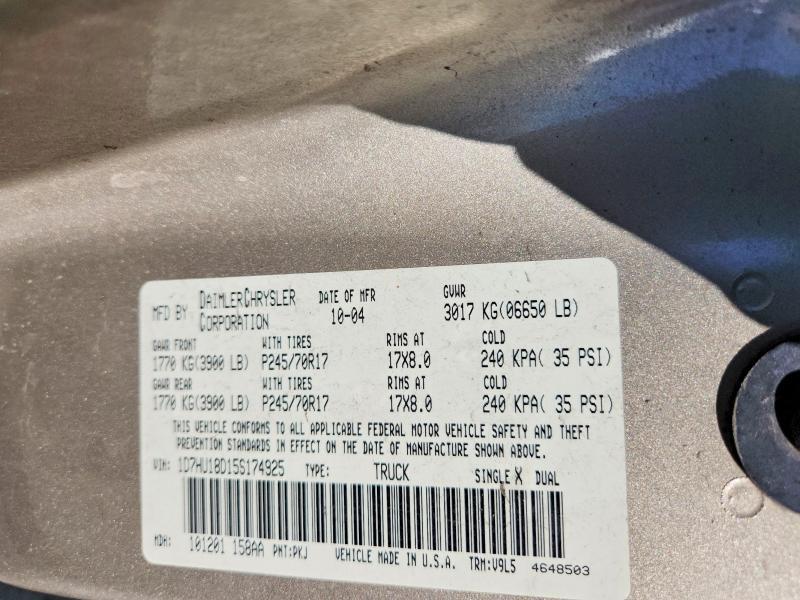 MFD BY DAIMLERCHRYSLER CORPORATION DATE OF MFR 10-04 GVWR 3017 KG(06650 LB)
GAWR FRONT WITH TIRES RIMS AT COLD
1770 KG(3900 LB) P245/70R17 17X8.0 240 KPA( 35 PSI)
GAWR REAR WITH TIRES RIMS AT COLD
1770 KG(3900 LB) P245/70R17 17X8.0 240 KPA( 35 PSI)
THIS VEHICLE CONFORMS TO ALL APPLICABLE FEDERAL MOTOR VEHICLE SAFETY AND THEFT
PREVENTION STANDARDS IN EFFECT ON THE DATE OF MANUFACTURE SHOWN ABOVE.
VIN: 1D7HU18D15S174925 TYPE: TRUCK SINGLE X DUAL
MDH: 101201 158AA PNT:PKJ VEHICLE MADE IN U.S.A. TRM:V9L5 4648503